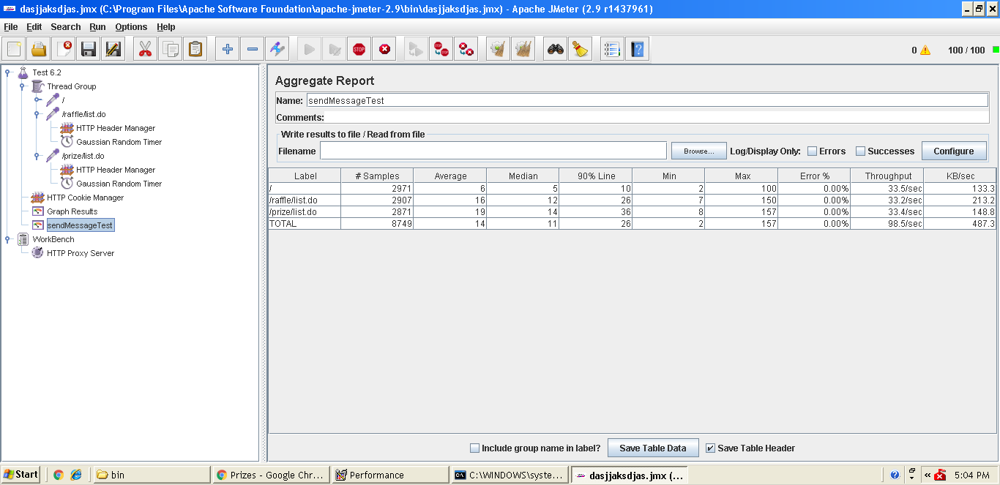 dasjjaksdjas.jmx (C:\Program Files\Apache Software Foundation\apache-jmeter-2.9\bin\dasjjaksdjas.jmx) - Apache JMeter (2.9 r1437961)
File Edit Search Run Options Help
STOP STOP 0 100 / 100
Test 6.2
Thread Group
/
/raffle/list.do
HTTP Header Manager
Gaussian Random Timer
/prize/list.do
HTTP Header Manager
Gaussian Random Timer
HTTP Cookie Manager
Graph Results
sendMessageTest
WorkBench
HTTP Proxy Server
Aggregate Report
Name: sendMessageTest
Comments:
Write results to file / Read from file
Filename Browse... Log/Display Only: Errors Successes Configure
Label # Samples Average Median 90% Line Min Max Error % Throughput KB/sec
/ 2971 6 5 10 2 100 0.00% 33.5/sec 133.3
/raffle/list.do 2907 16 12 26 7 150 0.00% 33.2/sec 213.2
/prize/list.do 2871 19 14 36 8 157 0.00% 33.4/sec 148.8
TOTAL 8749 14 11 26 2 157 0.00% 98.5/sec 487.3
Include group name in label? Save Table Data Save Table Header
Start bin Prizes - Google Chr... Performance C:\WINDOWS\syste... dasjjaksdjas.jmx (... 5:04 PM